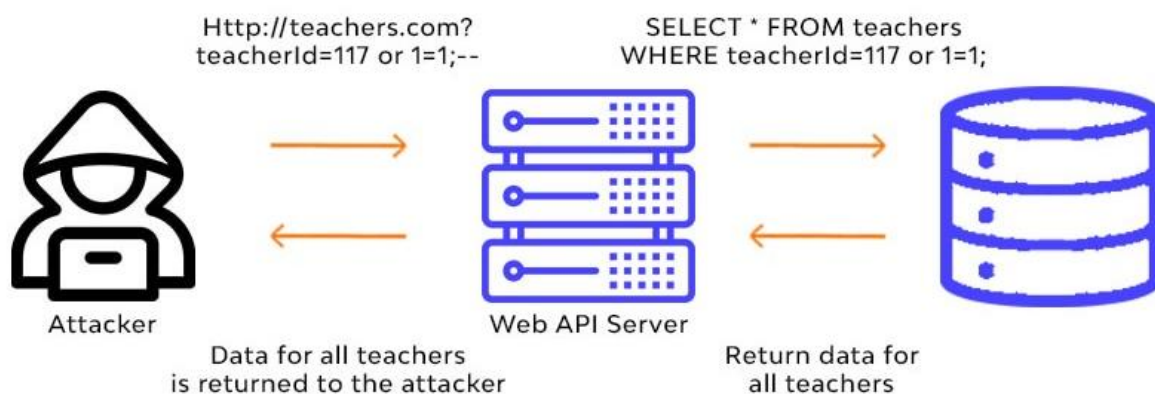 Http://teachers.com?
teacherId=117 or 1=1;--
SELECT * FROM teachers
WHERE teacherId=117 or 1=1;
Attacker
Web API Server
Data for all teachers
is returned to the attacker
Return data for
all teachers